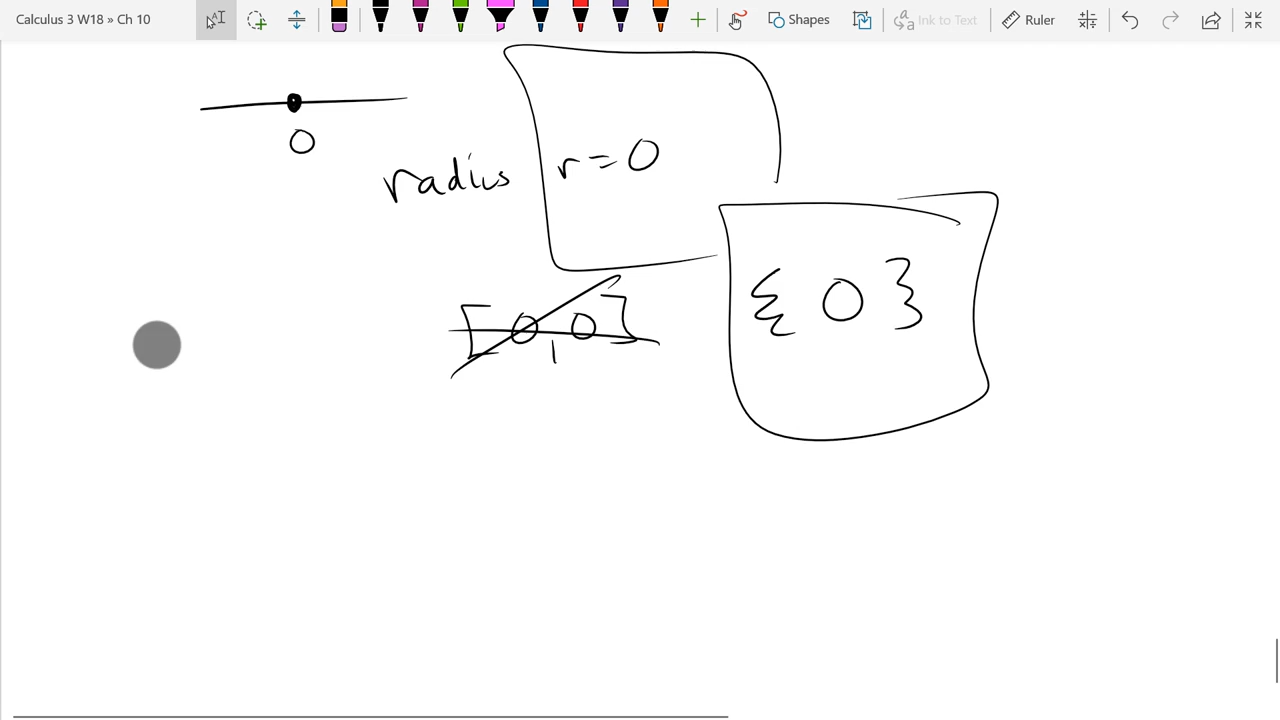 Calculus 3 W18 » Ch 10
Shapes
Ink to Text
Ruler
0
radius r = 0
[0, 0]
{0}